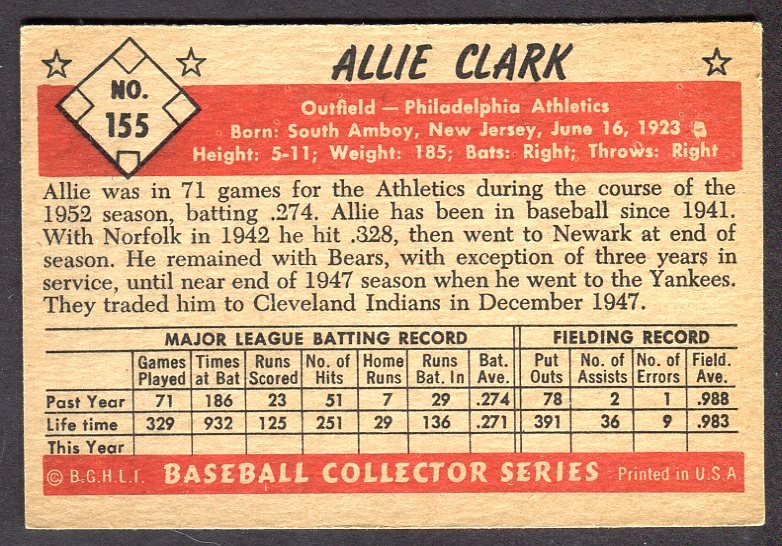 NO.
155
ALLIE CLARK
Outfield — Philadelphia Athletics
Born: South Amboy, New Jersey, June 16, 1923
Height: 5-11; Weight: 185; Bats: Right; Throws: Right
Allie was in 71 games for the Athletics during the course of the
1952 season, batting .274. Allie has been in baseball since 1941.
With Norfolk in 1942 he hit .328, then went to Newark at end of
season. He remained with Bears, with exception of three years in
service, until near end of 1947 season when he went to the Yankees.
They traded him to Cleveland Indians in December 1947.
MAJOR LEAGUE BATTING RECORD FIELDING RECORD
Games Times Runs No. of Home Runs Bat. Put No. of No. of Field.
Played at Bat Scored Hits Runs Bat. In Ave. Outs Assists Errors Ave.
Past Year 71 186 23 51 7 29 .274 78 2 1 .988
Life time 329 932 125 251 29 136 .271 391 36 9 .983
This Year
© B.G.H.L.I. BASEBALL COLLECTOR SERIES Printed in U.S.A